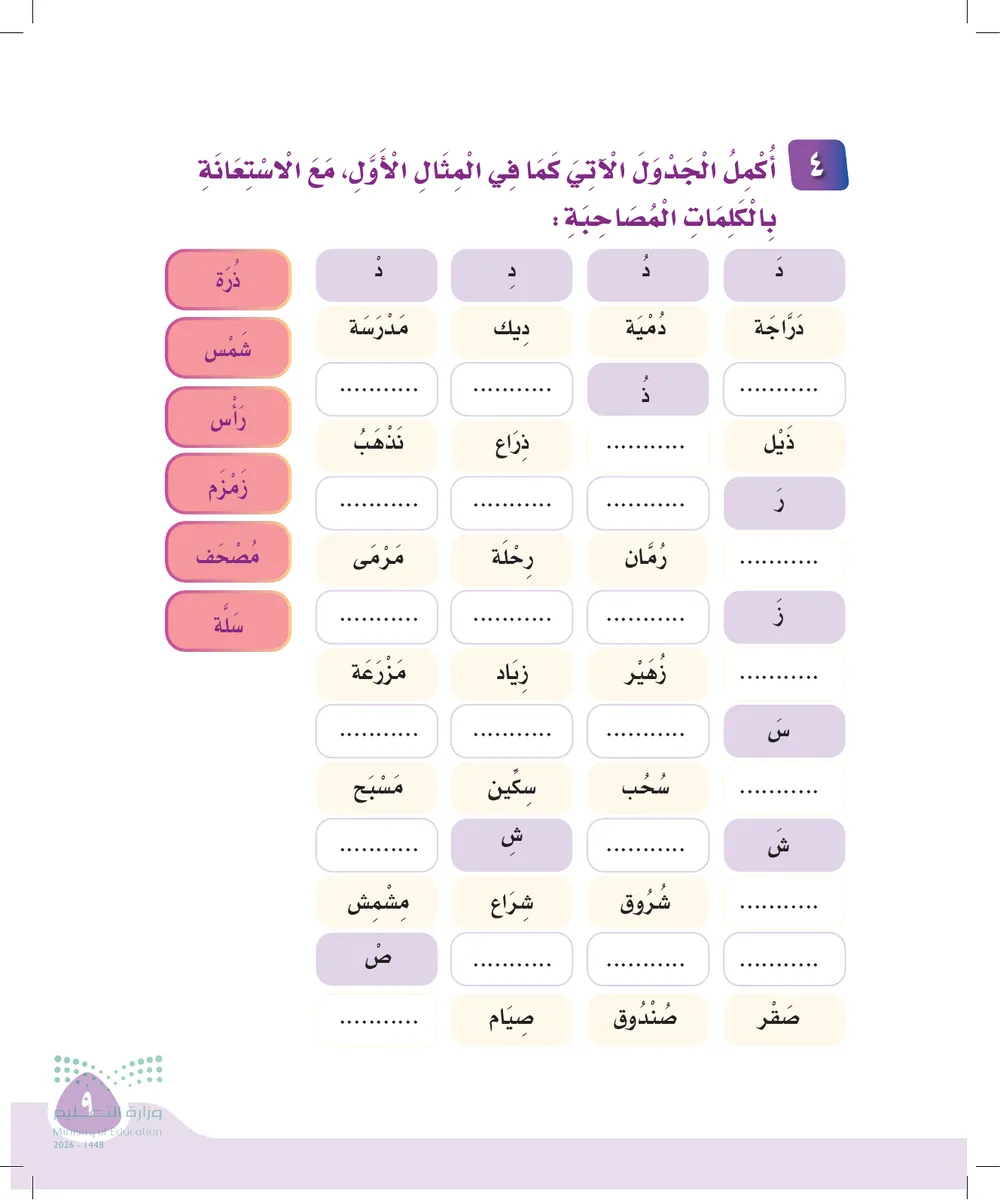 ٤
أُكْمِلُ الْجَدْوَلَ الْآتِيَ كَمَا فِي الْمِثَالِ الْأَوَّلِ، مَعَ الْاسْتِعَانَةِ
بِالْكَلِمَاتِ الْمُصَاحِبَةِ :
دَ دُ دِ دْ
دَرَّاجَة دُمْيَة دِيك مَدْرَسَة
........... ذُ ........... ...........
ذَيْل ........... ذِرَاع نَذْهَبُ
رَ ........... ........... ...........
........... رُمَّان رِحْلَة مَرْمَى
زَ ........... ........... ...........
........... زُهَيْر زِيَاد مَزْرَعَة
سَ ........... ........... ...........
........... سُحُب سِكِّين مَسْبَح
شَ ........... شِ ...........
........... شُرُوق شِرَاع مِشْمِش
........... ........... ........... صْ
صَقْر صُنْدُوق صِيَام ...........
ذُرَة
شَمْس
رَأْس
زَمْزَم
مُصْحَف
سَلَّة
٩
وزارة التعليم
Ministry of Education
2026 - 1448